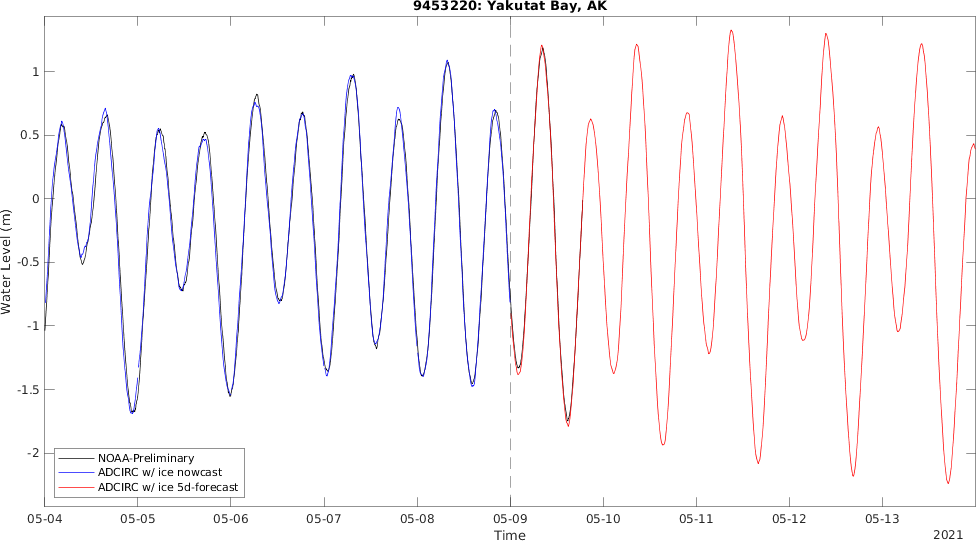 9453220: Yakutat Bay, AK
Water Level (m)
1
0.5
0
-0.5
-1
-1.5
-2
NOAA-Preliminary
ADCIRC w/ ice nowcast
ADCIRC w/ ice 5d-forecast
05-04 05-05 05-06 05-07 05-08 05-09 05-10 05-11 05-12 05-13
Time
2021